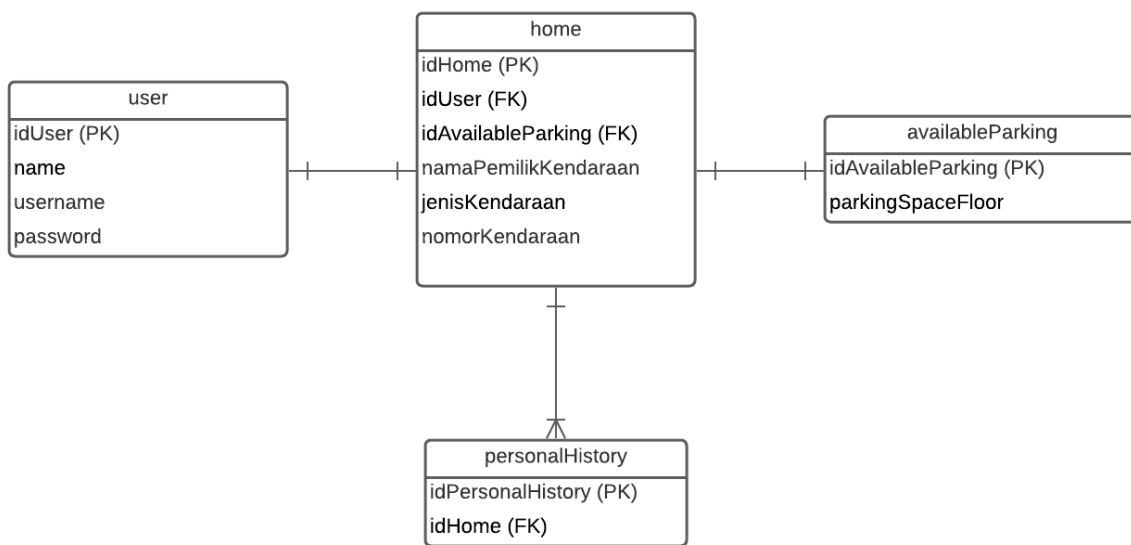 home
idHome (PK)
idUser (FK)
idAvailableParking (FK)
namaPemilikKendaraan
jenisKendaraan
nomorKendaraan
user
idUser (PK)
name
username
password
availableParking
idAvailableParking (PK)
parkingSpaceFloor
personalHistory
idPersonalHistory (PK)
idHome (FK)